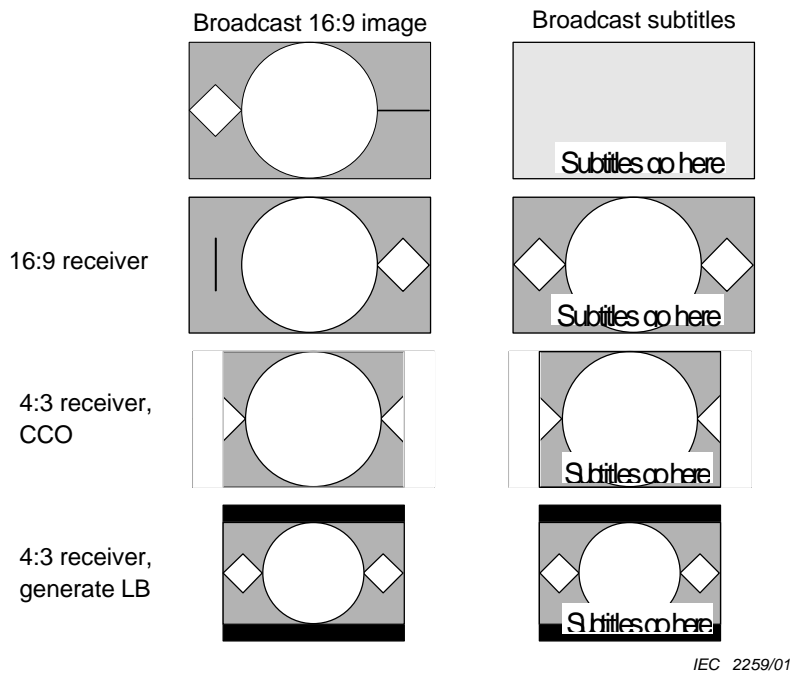 Broadcast 16:9 image
Broadcast subtitles
Subtitles go here
16:9 receiver
Subtitles go here
4:3 receiver,
CCO
Subtitles go here
4:3 receiver,
generate LB
Subtitles go here
IEC 2259/01